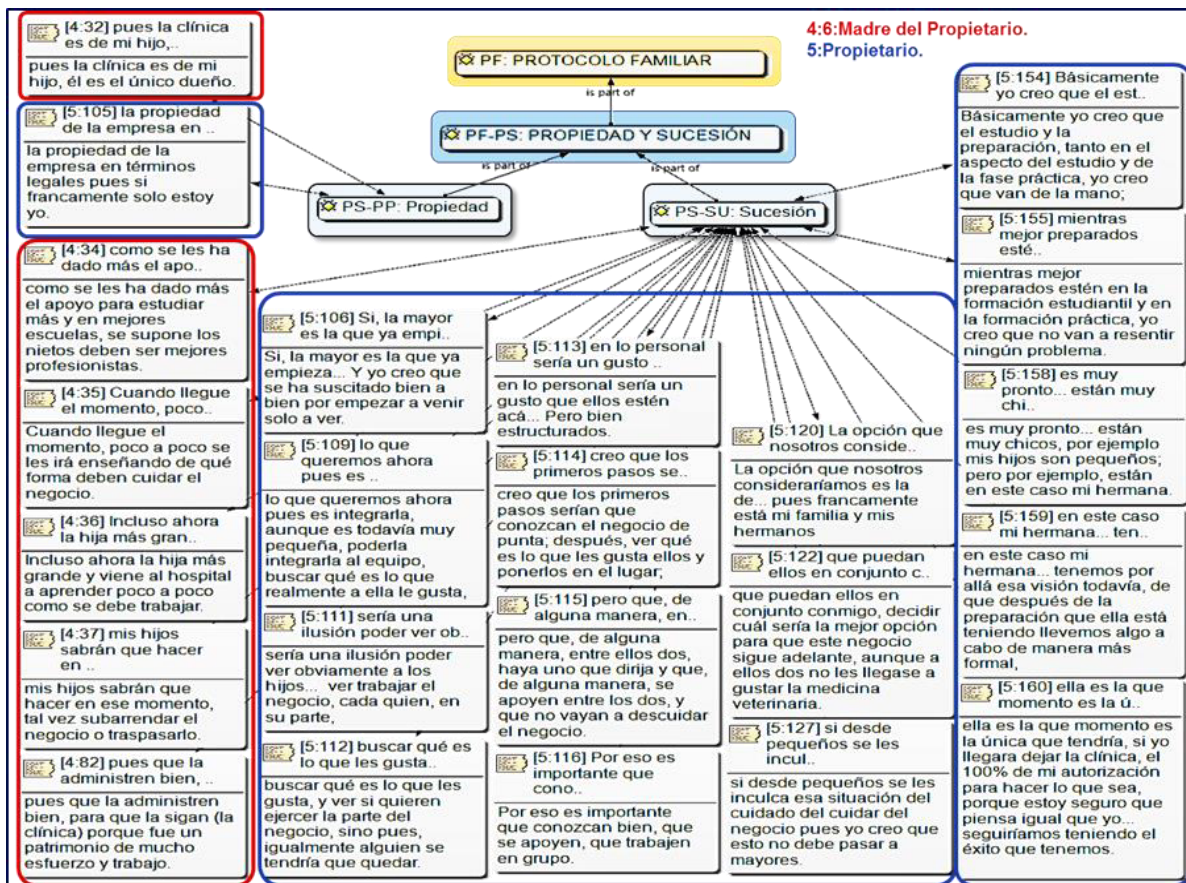 4:6:Madre del Propietario.
5:Propietario.
PF: PROTOCOLO FAMILIAR
is part of
PF-PS: PROPIEDAD Y SUCESIÓN
is part of
is part of
PS-PP: Propiedad
PS-SU: Sucesión
[4:32] pues la clínica
es de mi hijo,..
pues la clínica es de mi
hijo, él es el único dueño.
[5:105] la propiedad
de la empresa en ..
la propiedad de la
empresa en términos
legales pues si
francamente solo estoy
yo.
[4:34] como se les ha
dado más el apo..
como se les ha dado más
el apoyo para estudiar
más y en mejores
escuelas, se supone los
nietos deben ser mejores
profesionistas.
[4:35] Cuando llegue
el momento, poco..
Cuando llegue el
momento, poco a poco se
les irá enseñando de qué
forma deben cuidar el
negocio.
[4:36] Incluso ahora
la hija más gran..
Incluso ahora la hija más
grande y viene al hospital
a aprender poco a poco
como se debe trabajar.
[4:37] mis hijos
sabrán que hacer
en ..
mis hijos sabrán que
hacer en ese momento,
tal vez subarrendar el
negocio o traspasarlo.
[4:82] pues que la
administren bien, ..
pues que la administren
bien, para que la sigan (la
clínica) porque fue un
patrimonio de mucho
esfuerzo y trabajo.
[5:106] Si, la mayor
es la que ya empi..
Si, la mayor es la que ya
empieza... Y yo creo que
se ha suscitado bien a
bien por empezar a venir
solo a ver.
[5:109] lo que
queremos ahora
pues es ..
lo que queremos ahora
pues es integrarla,
aunque es todavía muy
pequeña, poderla
integrarla al equipo,
buscar qué es lo que
realmente a ella le gusta,
[5:111] sería una
ilusión poder ver ob..
sería una ilusión poder
ver obviamente a los
hijos... ver trabajar el
negocio, cada quien, en
su parte,
[5:112] buscar qué es
lo que les gusta..
buscar qué es lo que les
gusta, y ver si quieren
ejercer la parte del
negocio, sino pues,
igualmente alguien se
tendría que quedar.
[5:113] en lo personal
sería un gusto ..
en lo personal sería un
gusto que ellos estén
acá... Pero bien
estructurados.
[5:114] creo que los
primeros pasos se..
creo que los primeros
pasos serían que
conozcan el negocio de
punta; después, ver qué
es lo que les gusta ellos y
ponerlos en el lugar;
[5:115] pero que, de
alguna manera, en..
pero que, de alguna
manera, entre ellos dos,
haya uno que dirija y que,
de alguna manera, se
apoyen entre los dos, y
que no vayan a descuidar
el negocio.
[5:116] Por eso es
importante que
cono..
Por eso es importante
que conozcan bien, que
se apoyen, que trabajen
en grupo.
[5:120] La opción que
nosotros conside..
La opción que nosotros
consideraríamos es la
de... pues francamente
está mi familia y mis
hermanos
[5:122] que puedan
ellos en conjunto c..
que puedan ellos en
conjunto conmigo, decidir
cuál sería la mejor opción
para que este negocio
sigue adelante, aunque a
ellos dos no les llegase a
gustar la medicina
veterinaria.
[5:127] si desde
pequeños se les
incul..
si desde pequeños se les
inculca esa situación del
cuidado del cuidar del
negocio pues yo creo que
esto no debe pasar a
mayores.
[5:154] Básicamente
yo creo que el est..
Básicamente yo creo que
el estudio y la
preparación, tanto en el
aspecto del estudio y de
la fase práctica, yo creo
que van de la mano;
[5:155] mientras
mejor preparados
esté..
mientras mejor
preparados estén en la
formación estudiantil y en
la formación práctica, yo
creo que no van a resentir
ningún problema.
[5:158] es muy
pronto... están muy
chi..
es muy pronto... están muy
chicos, por ejemplo
mis hijos son pequeños;
pero por ejemplo, están
en este caso mi hermana.
[5:159] en este caso
mi hermana... ten..
en este caso mi
hermana... tenemos por
allá esa visión todavía, de
que después de la
preparación que ella está
teniendo llevemos algo a
cabo de manera más
formal,
[5:160] ella es la que
momento es la ú..
ella es la que momento es
la única que tendría, si yo
llegara dejar la clínica, el
100% de mi autorización
para hacer lo que sea,
porque estoy seguro que
piensa igual que yo...
seguiríamos teniendo el
éxito que tenemos.